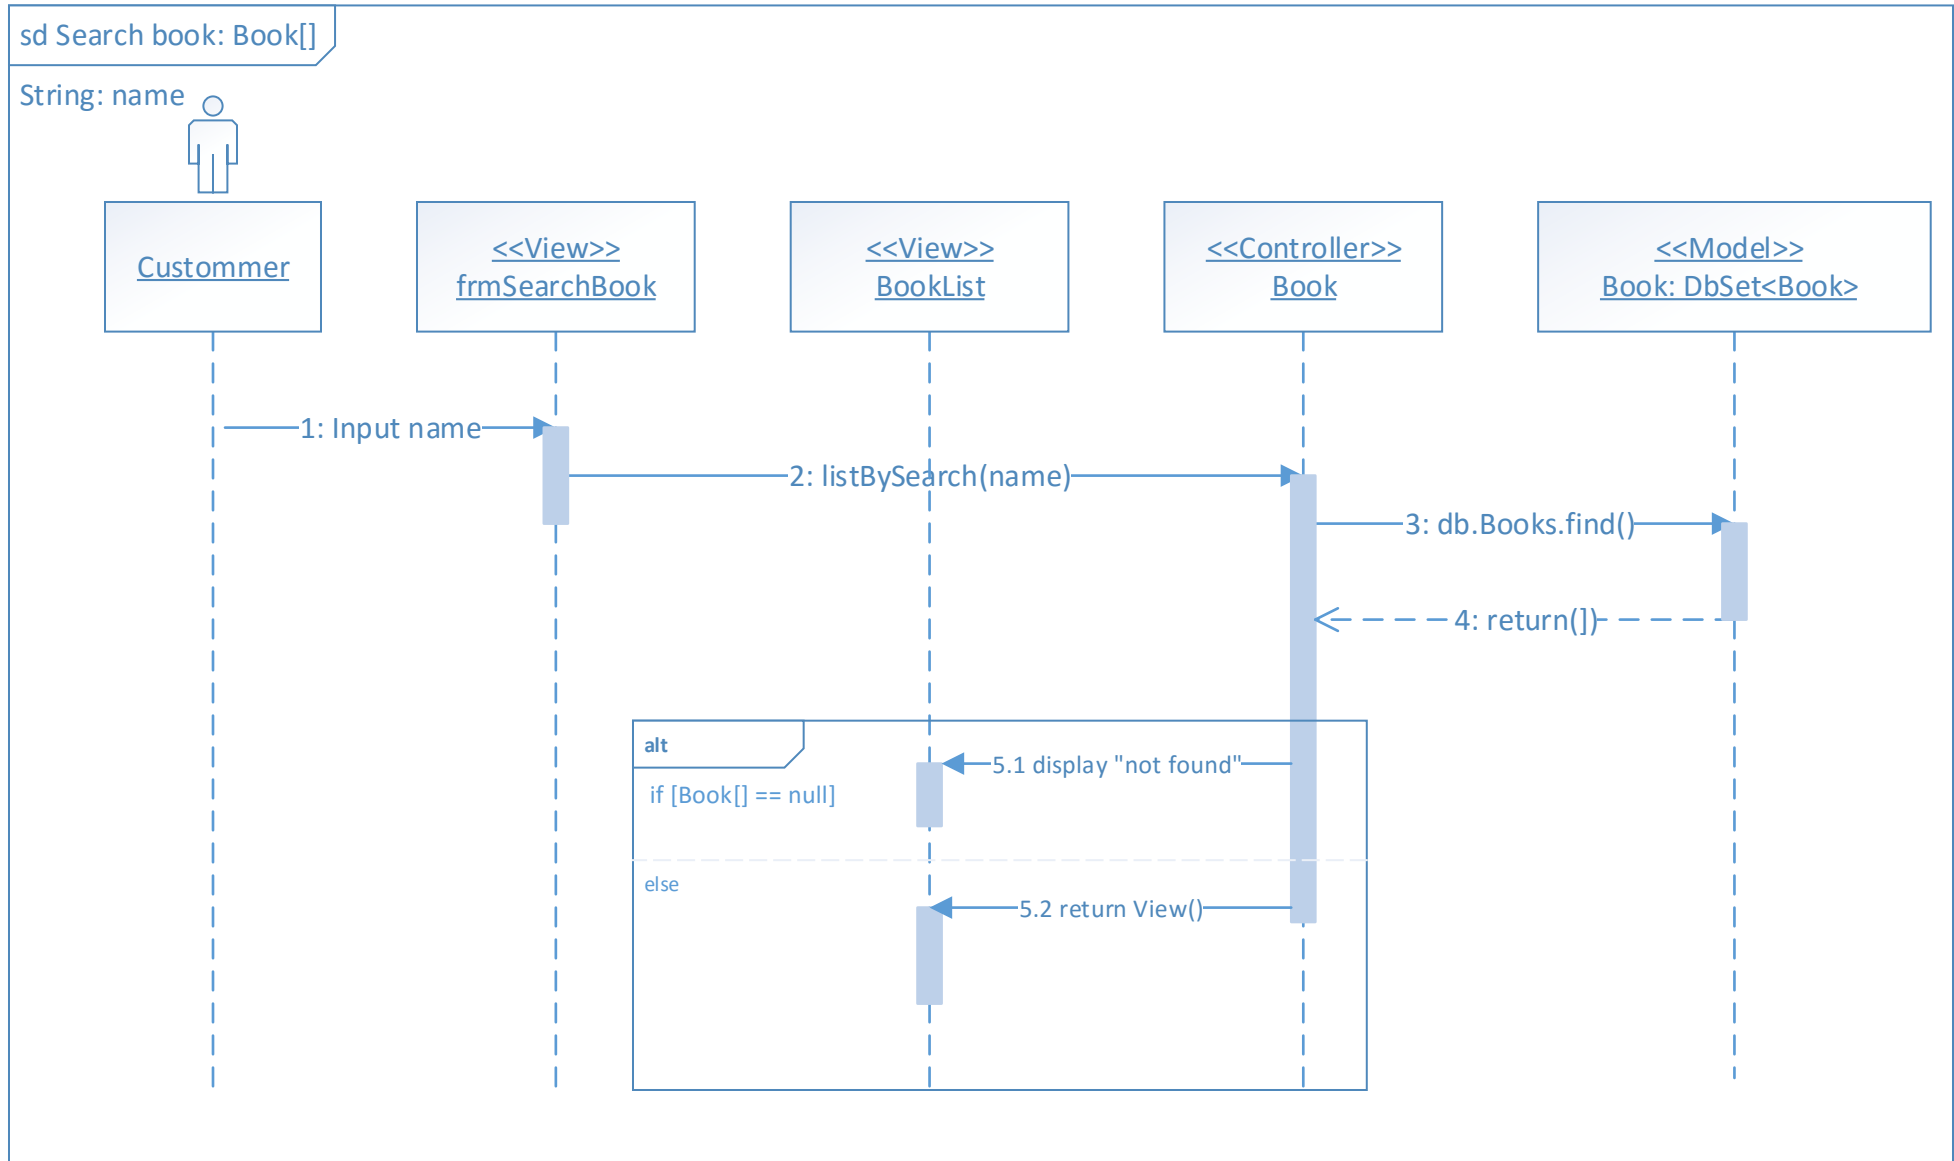 sd Search book: Book[]
String: name
Custommer
<<View>>
frmSearchBook
<<View>>
BookList
<<Controller>>
Book
<<Model>>
Book: DbSet<Book>
1: Input name
2: listBySearch(name)
3: db.Books.find()
4: return(])
alt
5.1 display "not found"
if [Book[] == null]
else
5.2 return View()